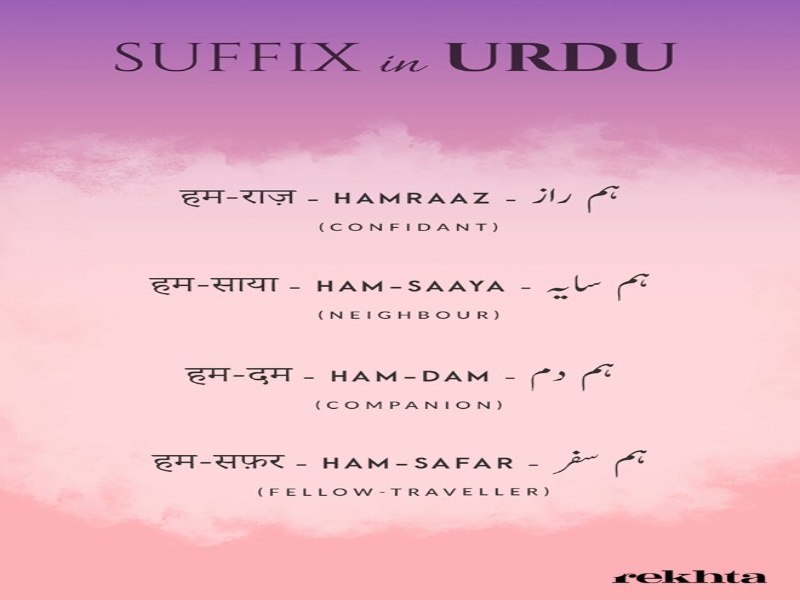 SUFFIX in URDU
हम-राज़ - HAMRAAZ - ہم راز
(CONFIDANT)
हम-साया - HAM-SAAYA - ہم سایہ
(NEIGHBOUR)
हम-दम - HAM-DAM - ہم دم
(COMPANION)
हम-सफ़र - HAM-SAFAR - ہم سفر
(FELLOW-TRAVELLER)
rekhta